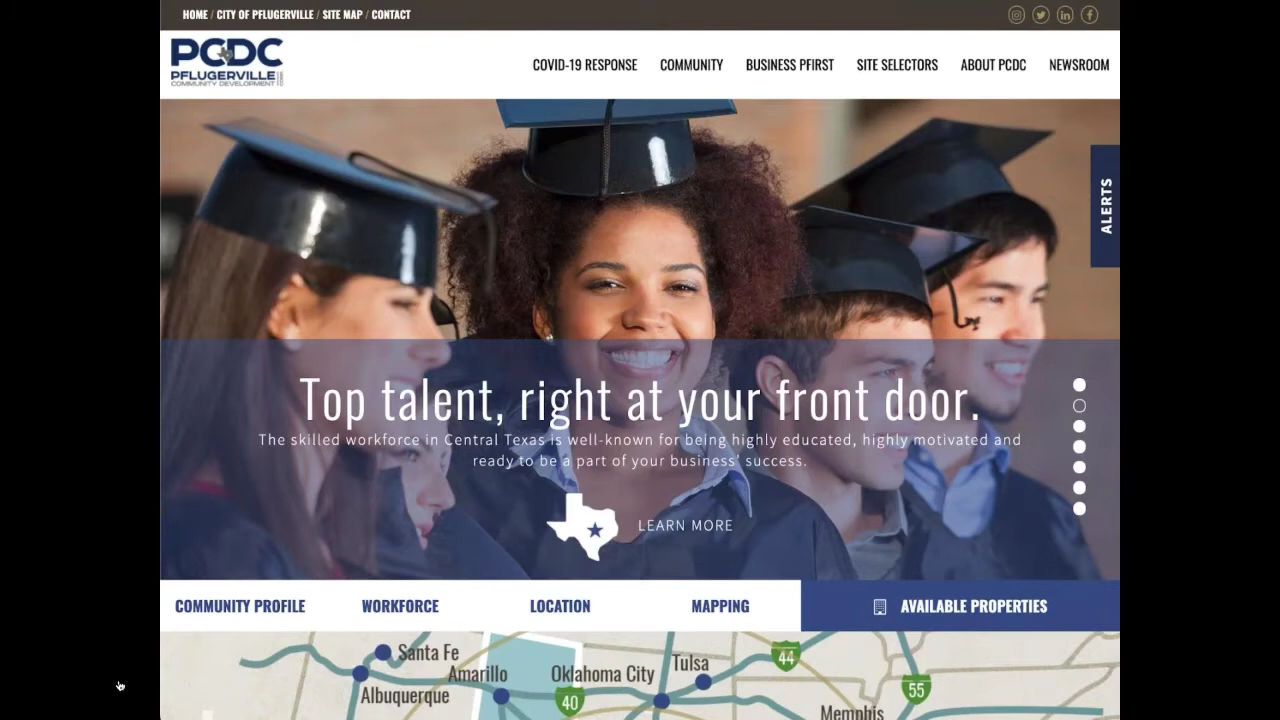 HOME / CITY OF PFLUGERVILLE / SITE MAP / CONTACT
PCDC
PFLUGERVILLE
COMMUNITY DEVELOPMENT
COVID-19 RESPONSE COMMUNITY BUSINESS PFIRST SITE SELECTORS ABOUT PCDC NEWSROOM
ALERTS
Top talent, right at your front door.
The skilled workforce in Central Texas is well-known for being highly educated, highly motivated and
ready to be a part of your business' success.
LEARN MORE
COMMUNITY PROFILE WORKFORCE LOCATION MAPPING AVAILABLE PROPERTIES
Santa Fe
Amarillo
Albuquerque
Oklahoma City
40
Tulsa
44
55
Memphis